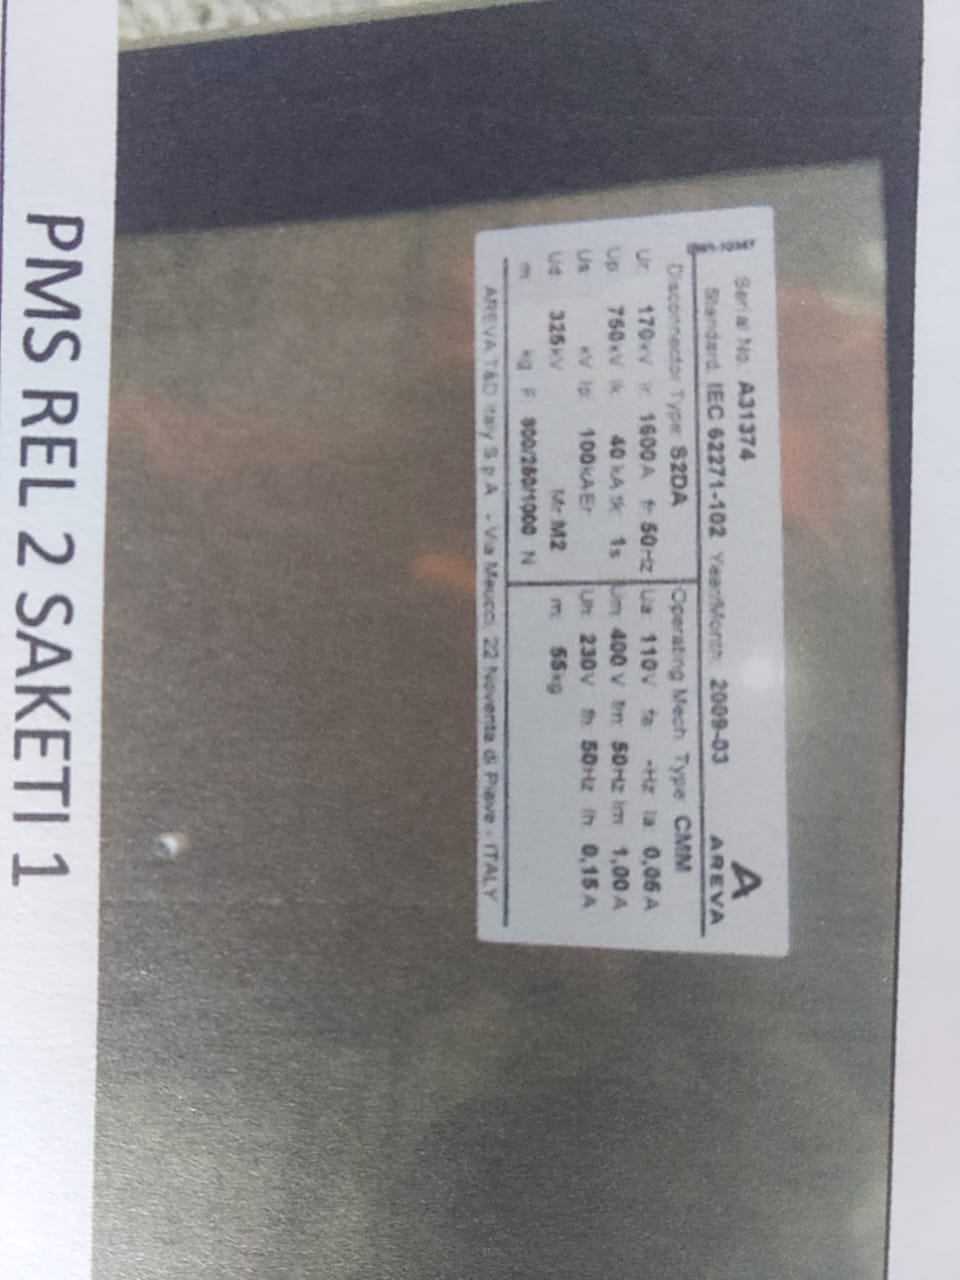 Serial No. A31374
Standard. IEC 62271-102 Year/Month: 2009-03
AREVA
Disconnector Type: S2DA
Ur: 170kV Ir: 1600A fr: 50Hz
Up: 750kV Ik: 40 kA tk: 1s
Us kV Ip: 100kA Er
Ud 325kV Mr: M2
m: kg F: 800/250/1000 N
Operating Mech. Type: CMM
Ua: 110V fa: -Hz Ia: 0,05A
Um 400 V fm: 50Hz Im: 1,00 A
Uh: 230V fh: 50Hz Ih: 0,15 A
m: 55kg
AREVA T&D Italy S.p.A. - Via Meucci, 22 Noventa di Piave - ITALY
PMS REL 2 SAKETI 1